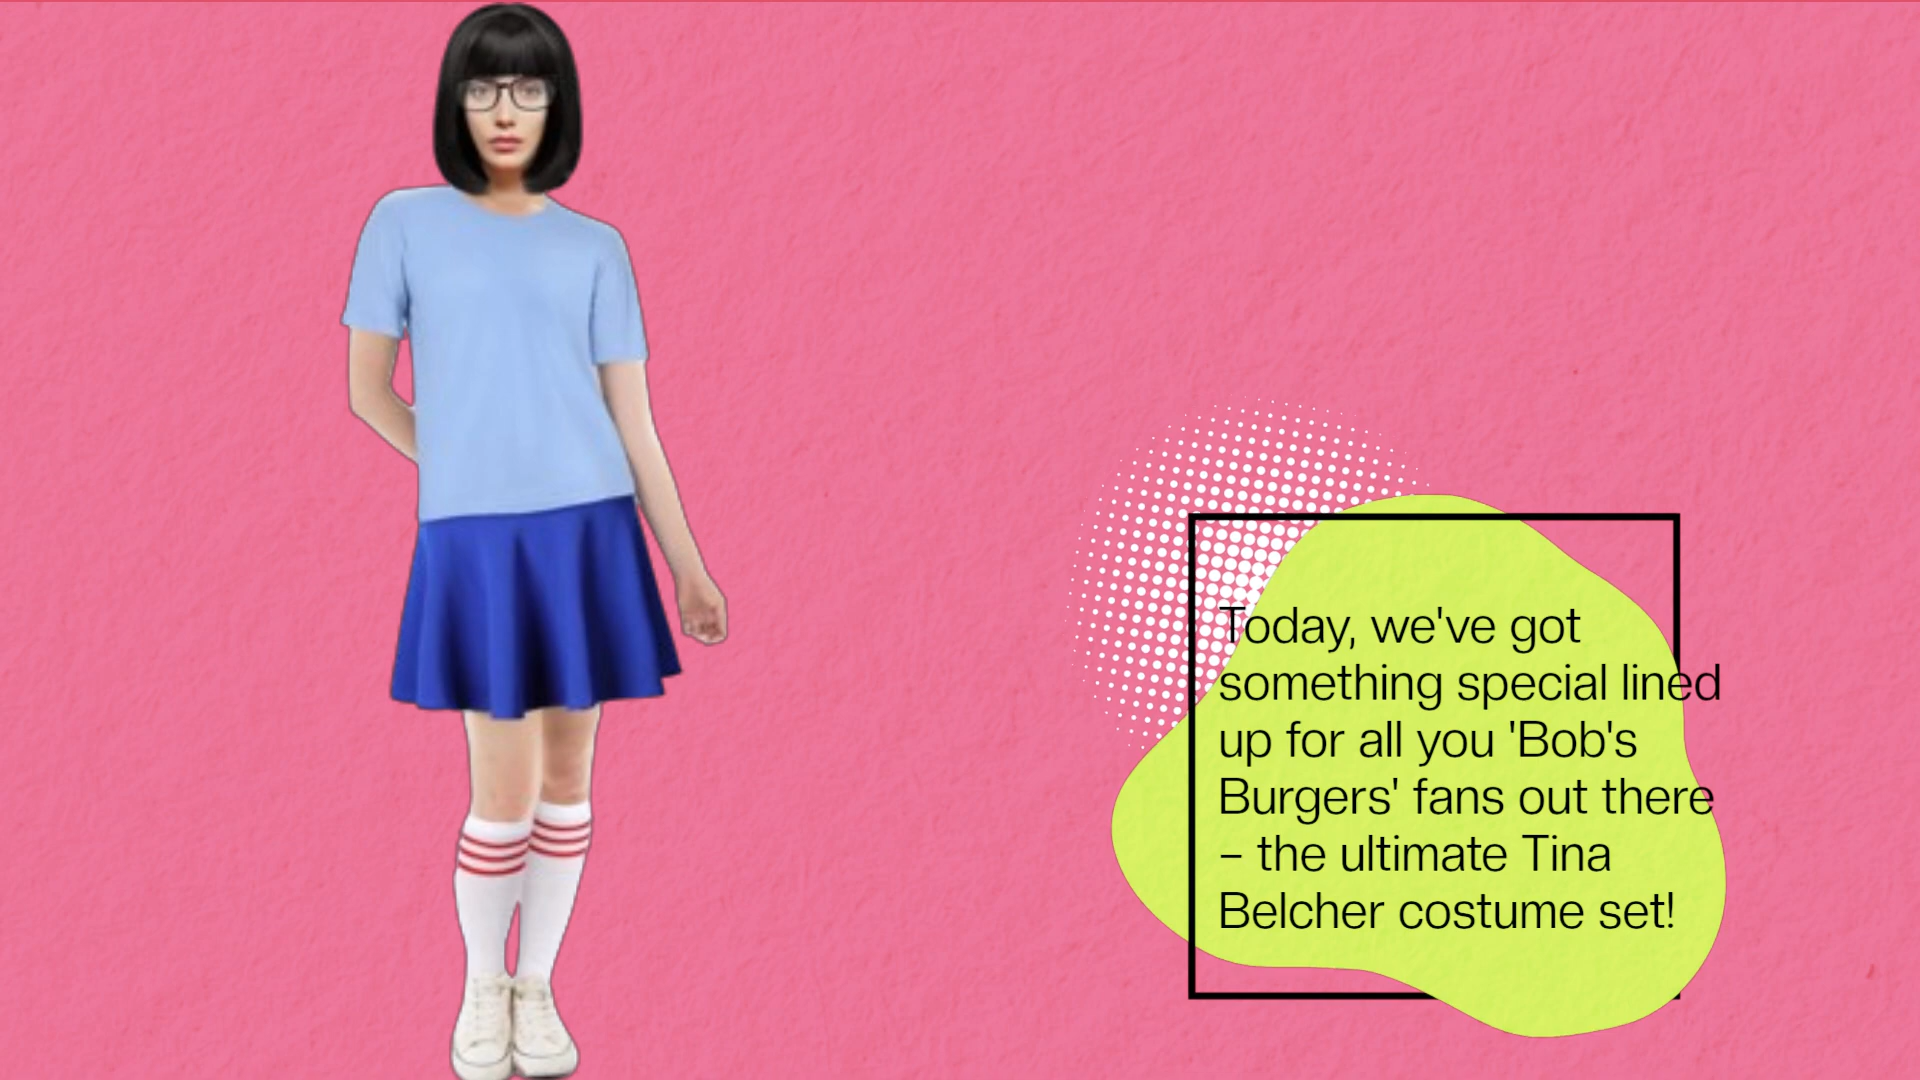 Today, we've got
something special lined
up for all you 'Bob's
Burgers' fans out there
– the ultimate Tina
Belcher costume set!